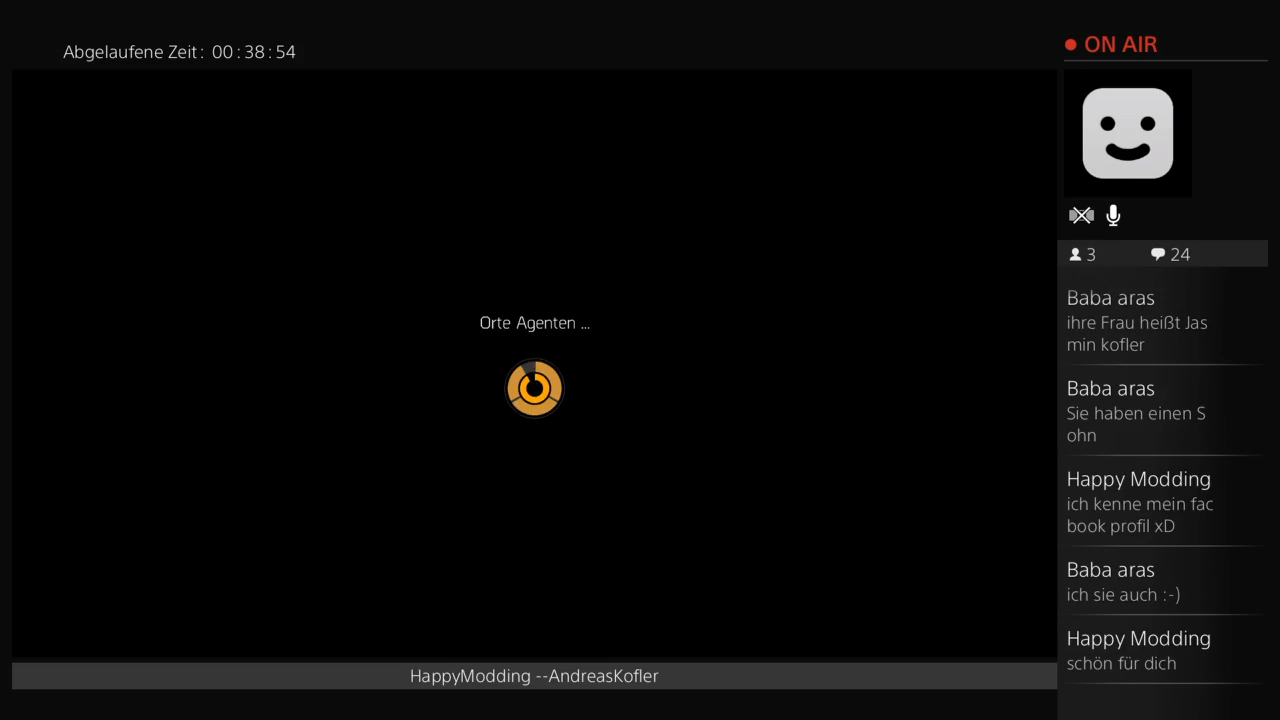 Abgelaufene Zeit: 00:38:54
ON AIR
3
24
Orte Agenten ...
Baba aras
ihre Frau heißt Jas
min kofler
Baba aras
Sie haben einen S
ohn
Happy Modding
ich kenne mein fac
book profil xD
Baba aras
ich sie auch :-)
Happy Modding
schön für dich
HappyModding --AndreasKofler